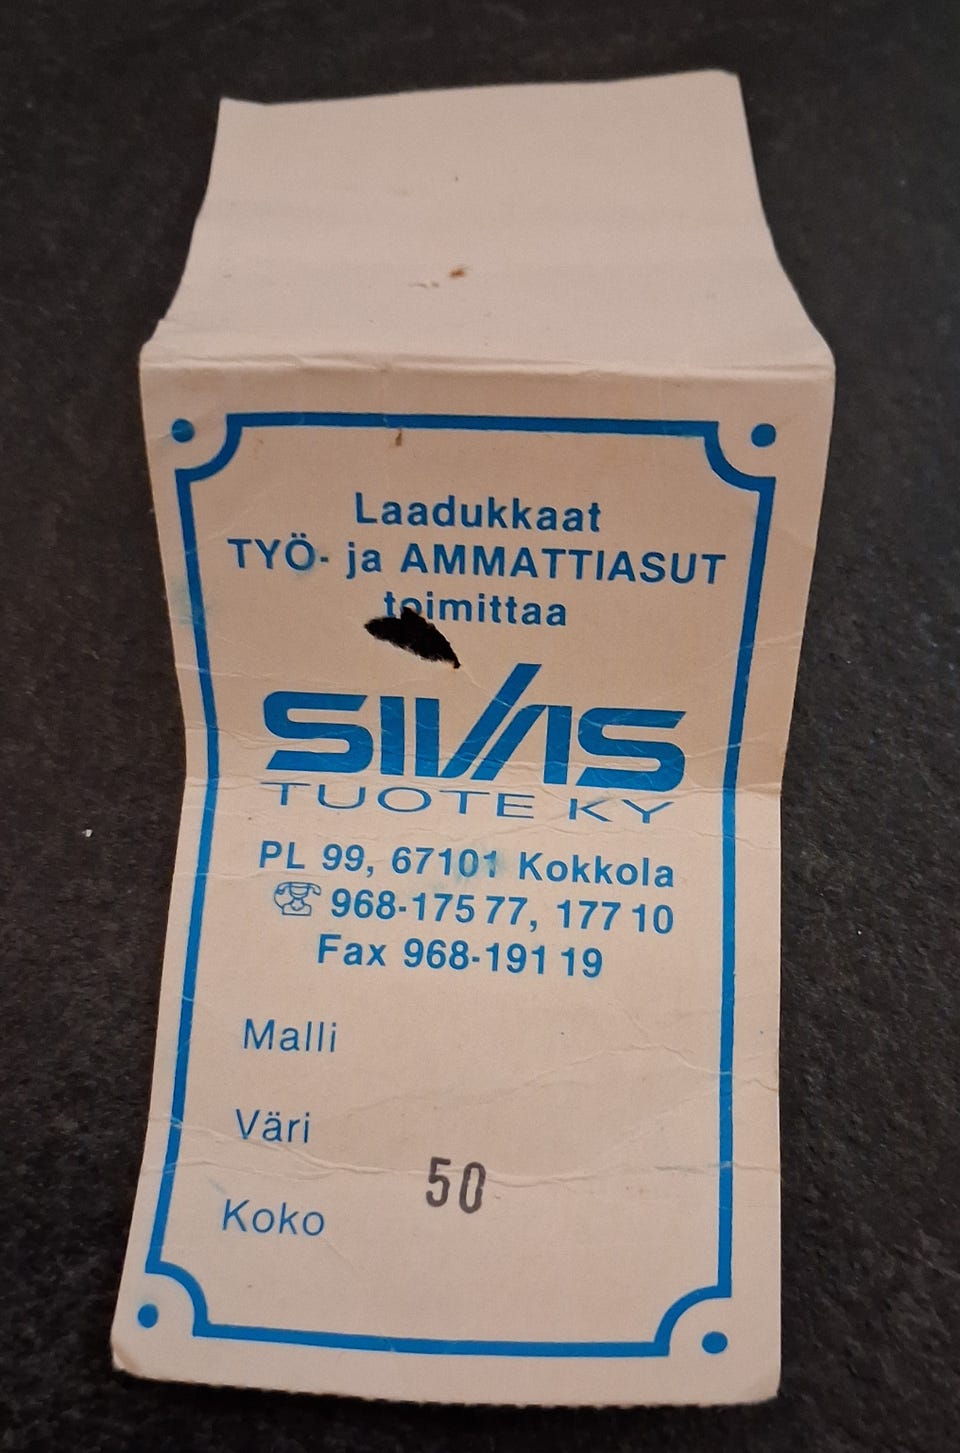 Laadukkaat
TYÖ- ja AMMATTIASUT
toimittaa
SIVAS
TUOTE KY
PL 99, 67101 Kokkola
☎ 968-175 77, 177 10
Fax 968-191 19
Malli
Väri
50
Koko